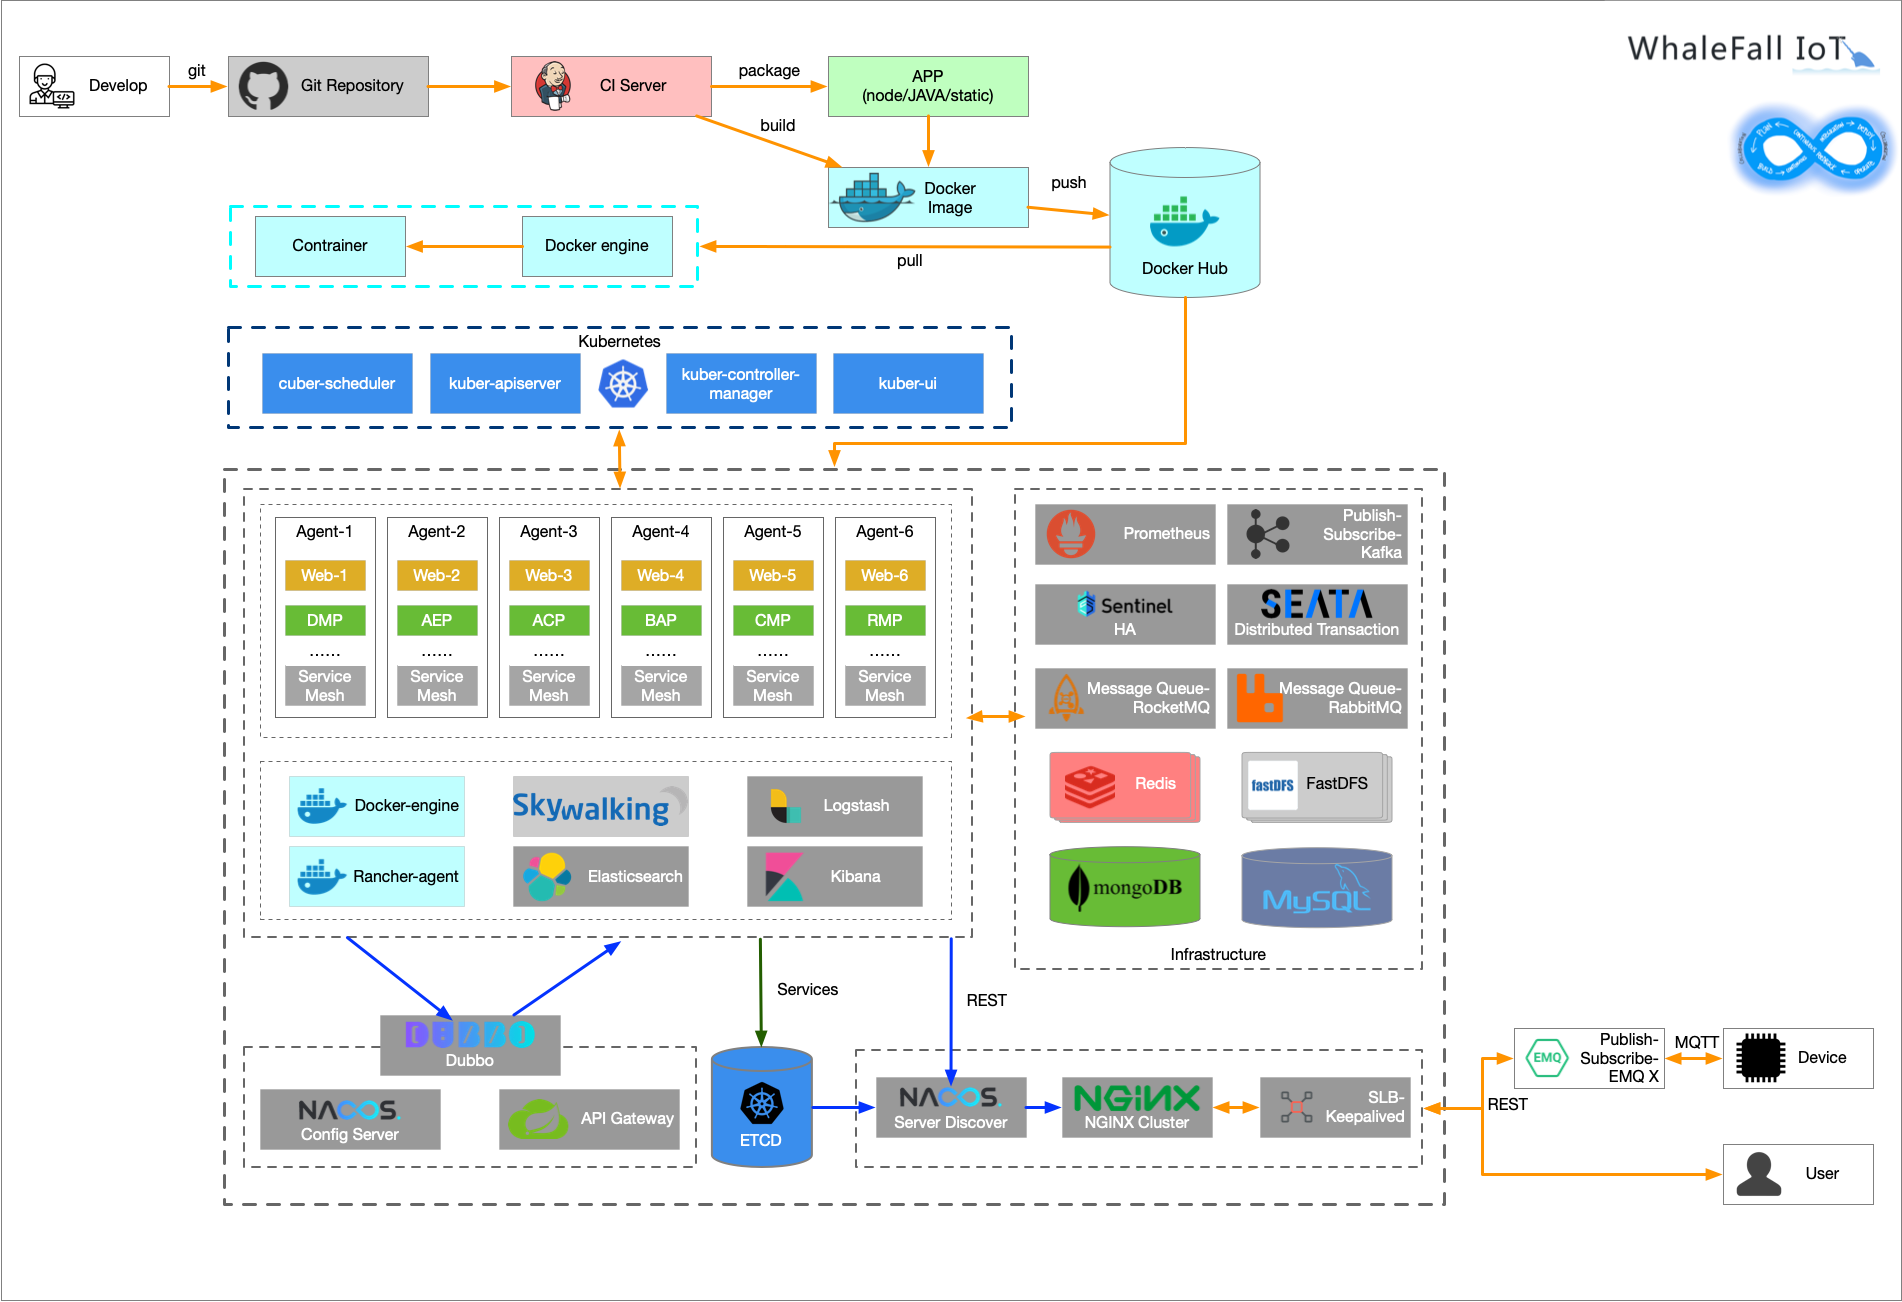 WhaleFall IoT
Develop
git
Git Repository
CI Server
package
build
APP
(node/JAVA/static)
Docker
Image
push
Docker Hub
pull
Docker engine
Contrainer
PLAN
BUILD
DEPLOY
OPERATE
Kubernetes
cuber-scheduler
kuber-apiserver
kuber-controller-
manager
kuber-ui
Agent-1
Web-1
DMP
......
Service
Mesh
Agent-2
Web-2
AEP
......
Service
Mesh
Agent-3
Web-3
ACP
......
Service
Mesh
Agent-4
Web-4
BAP
......
Service
Mesh
Agent-5
Web-5
CMP
......
Service
Mesh
Agent-6
Web-6
RMP
......
Service
Mesh
Docker-engine
Skywalking
Logstash
Rancher-agent
Elasticsearch
Kibana
Prometheus
Publish-
Subscribe-
Kafka
Sentinel
HA
SEATA
Distributed Transaction
Message Queue-
RocketMQ
Message Queue-
RabbitMQ
Redis
fastDFS
FastDFS
mongoDB
MySQL
Infrastructure
Services
REST
DUBBO
Dubbo
NACOS.
Config Server
API Gateway
ETCD
NACOS.
Server Discover
NGINX
NGINX Cluster
SLB-
Keepalived
REST
EMQ
Publish-
Subscribe-
EMQ X
MQTT
Device
User